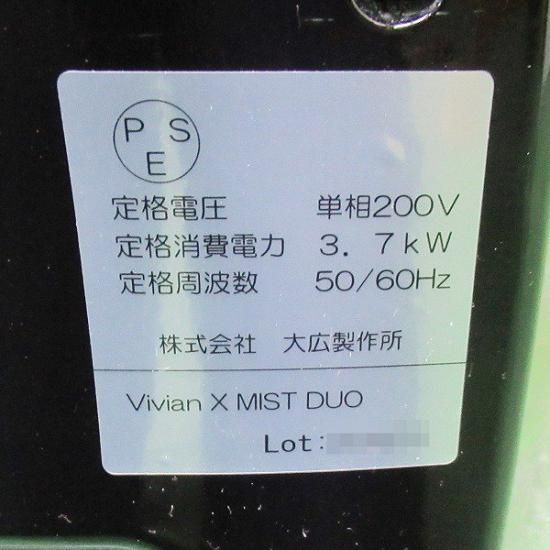 PSE
定格電圧 単相200V
定格消費電力 3.7kW
定格周波数 50/60Hz
株式会社 大広製作所
Vivian X MIST DUO
Lot: